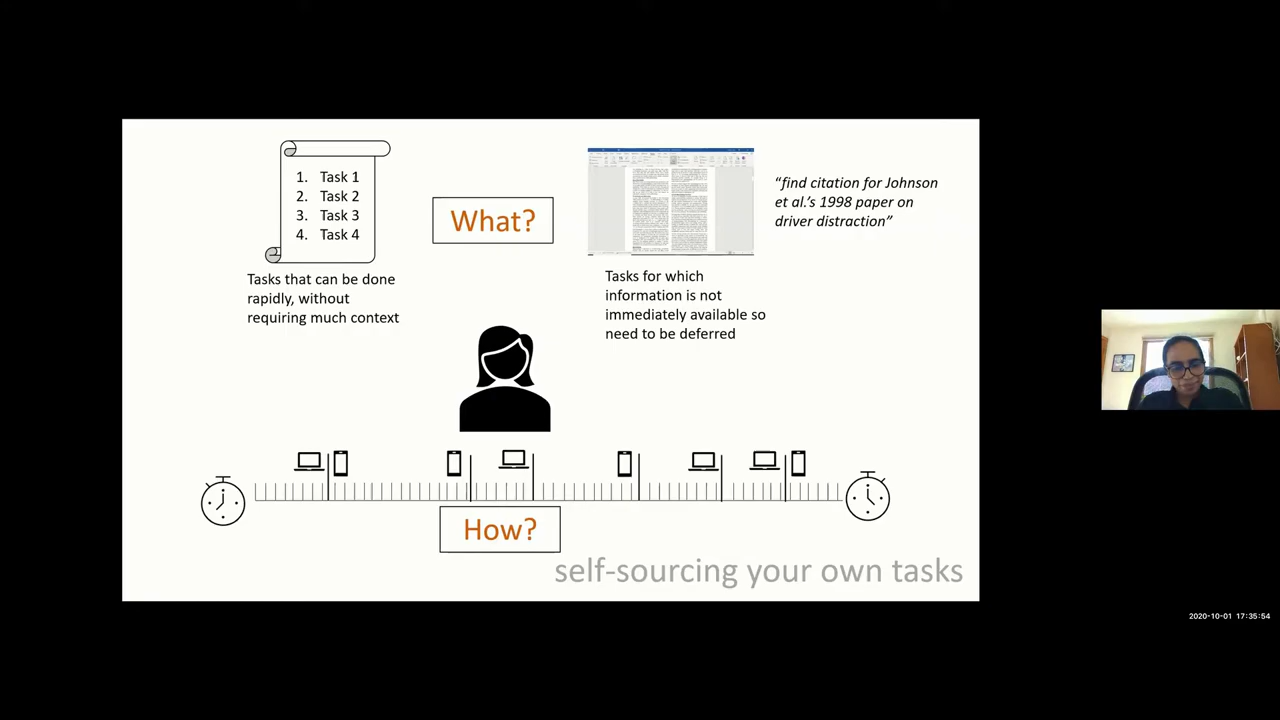 1. Task 1
2. Task 2
3. Task 3
4. Task 4
Tasks that can be done
rapidly, without
requiring much context
What?
Tasks for which
information is not
immediately available so
need to be deferred
“find citation for Johnson
et al.’s 1998 paper on
driver distraction”
How?
self-sourcing your own tasks
2020-10-01 17:35:54